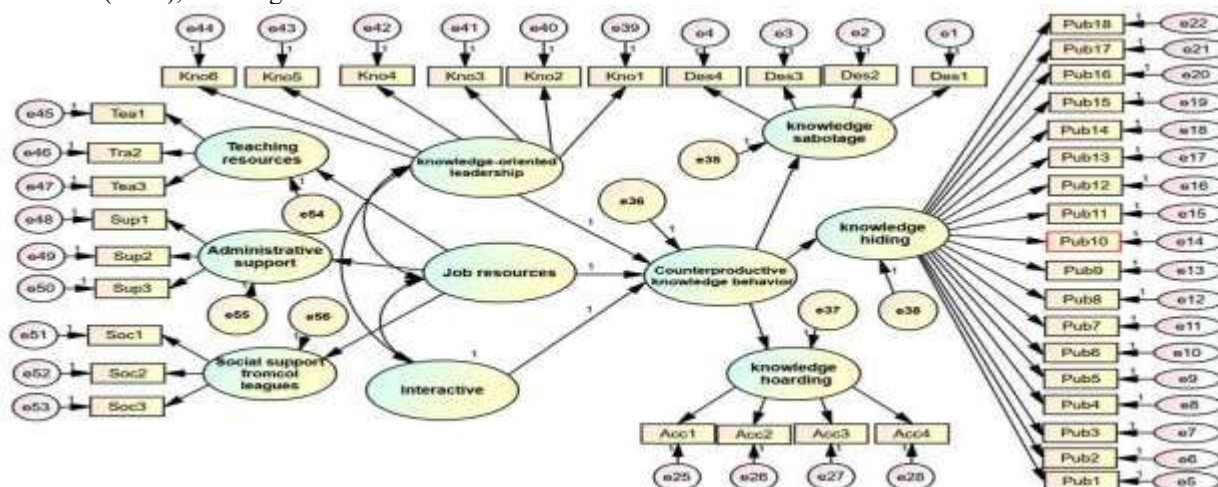 e44 e43 e42 e41 e40 e39 e4 e3 e2 e1
Kno6 Kno5 Kno4 Kno3 Kno2 Kno1 Des4 Des3 Des2 Des1
e45 Tea1
e46 Tra2
e47 Tea3
e48 Sup1
e49 Sup2
e50 Sup3
e51 Soc1
e52 Soc2
e53 Soc3
Teaching
resources
e54
Administrative
support
e55
e56
Social support
fromcol
leagues
knowledge-oriented
leadership
Job resources
Interactive
e36
Counterproductive
knowledge behavior
e35
knowledge
sabotage
knowledge
hiding
e38
e37
knowledge
hoarding
Acc1 Acc2 Acc3 Acc4
e25 e26 e27 e28
Pub18 e22
Pub17 e21
Pub16 e20
Pub15 e19
Pub14 e18
Pub13 e17
Pub12 e16
Pub11 e15
Pub10 e14
Pub9 e13
Pub8 e12
Pub7 e11
Pub6 e10
Pub5 e9
Pub4 e8
Pub3 e7
Pub2 e6
Pub1 e5